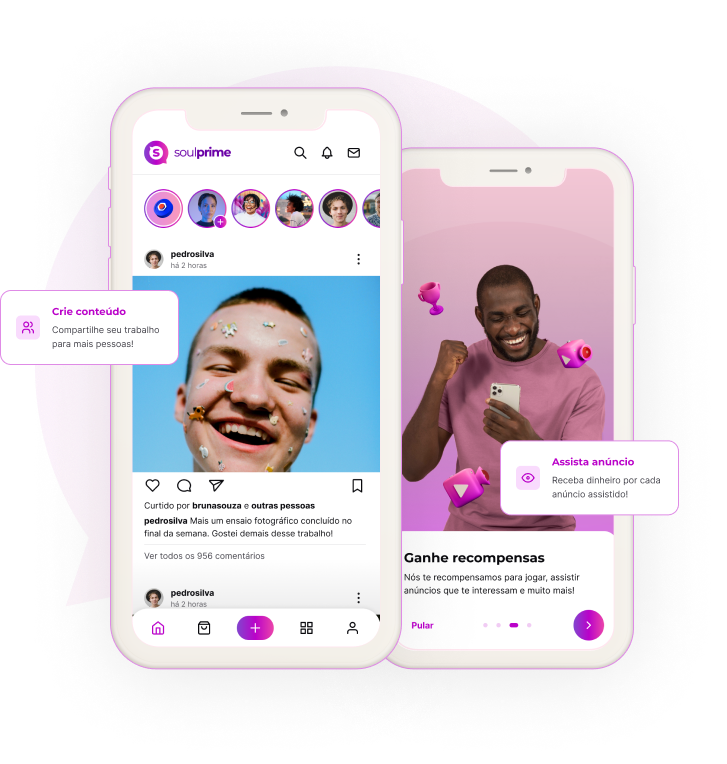 soulprime
pedrosilva
há 2 horas
Crie conteúdo
Compartilhe seu trabalho
para mais pessoas!
Curtido por brunasouza e outras pessoas
pedrosilva Mais um ensaio fotográfico concluído no
final da semana. Gostei demais desse trabalho!
Ver todos os 956 comentários
pedrosilva
há 2 horas
Assista anúncio
Receba dinheiro por cada
anúncio assistido!
Ganhe recompensas
Nós te recompensamos para jogar, assistir
anúncios que te interessam e muito mais!
Pular